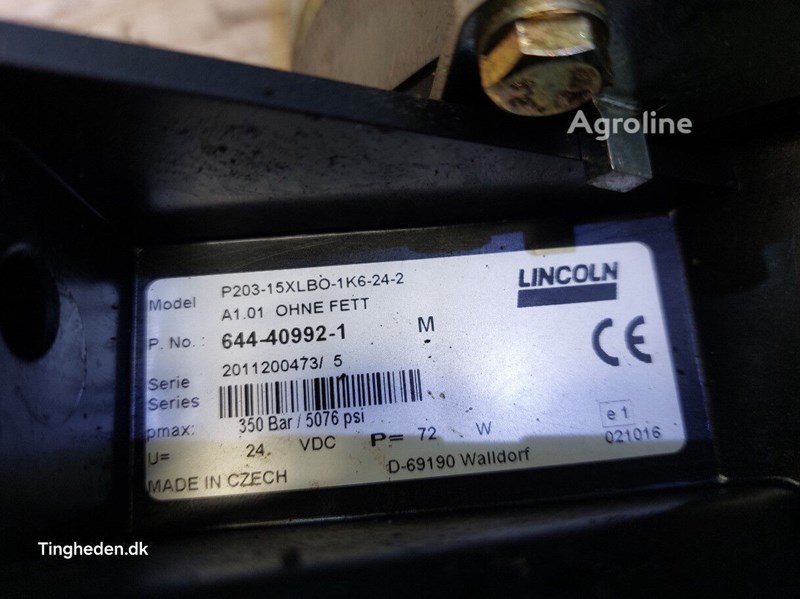 Agroline
LINCOLN
Model P203-15XLBO-1K6-24-2
A1.01 OHNE FETT
P. No.: 644-40992-1 M
Serie 2011200473/ 5
Series
pmax: 350 Bar / 5076 psi
U= 24. VDC P= 72 W
MADE IN CZECH D-69190 Walldorf
CE
e1
021016
Tingheden.dk